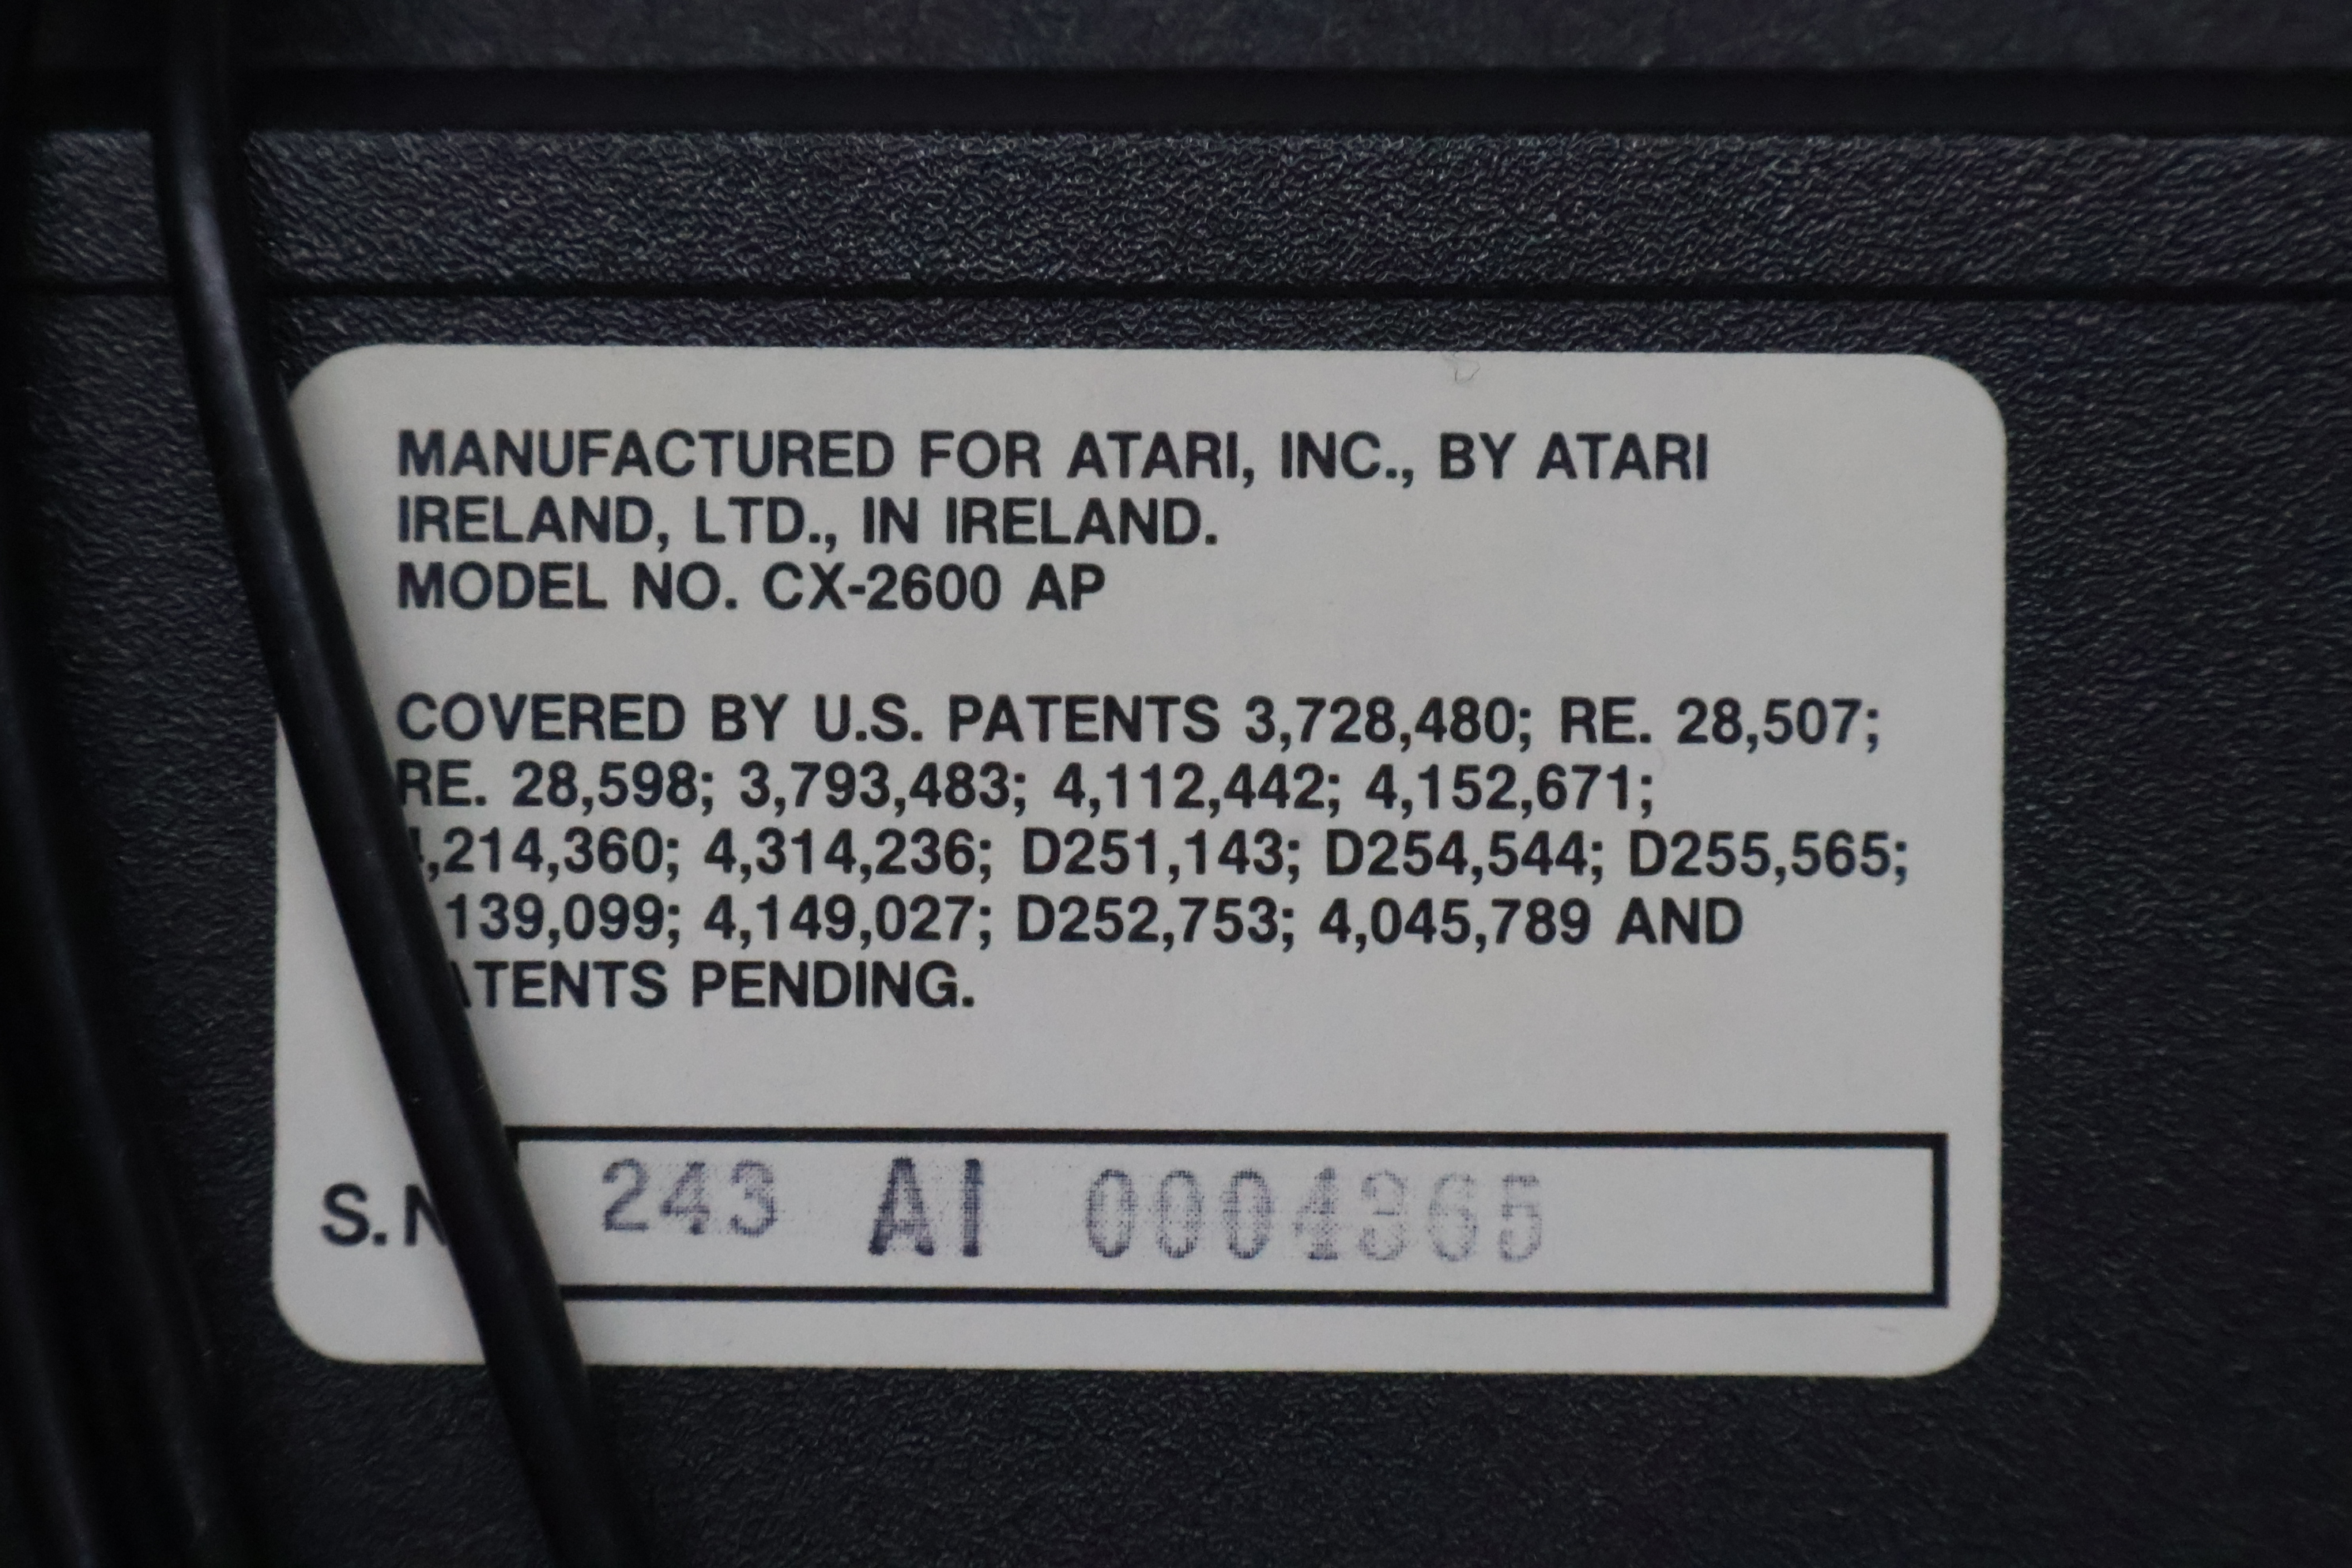 MANUFACTURED FOR ATARI, INC., BY ATARI
IRELAND, LTD., IN IRELAND.
MODEL NO. CX-2600 AP
COVERED BY U.S. PATENTS 3,728,480; RE. 28,507;
RE. 28,598; 3,793,483; 4,112,442; 4,152,671;
,214,360; 4,314,236; D251,143; D254,544; D255,565;
139,099; 4,149,027; D252,753; 4,045,789 AND
ATENTS PENDING.
S.N 243 AI 0004365